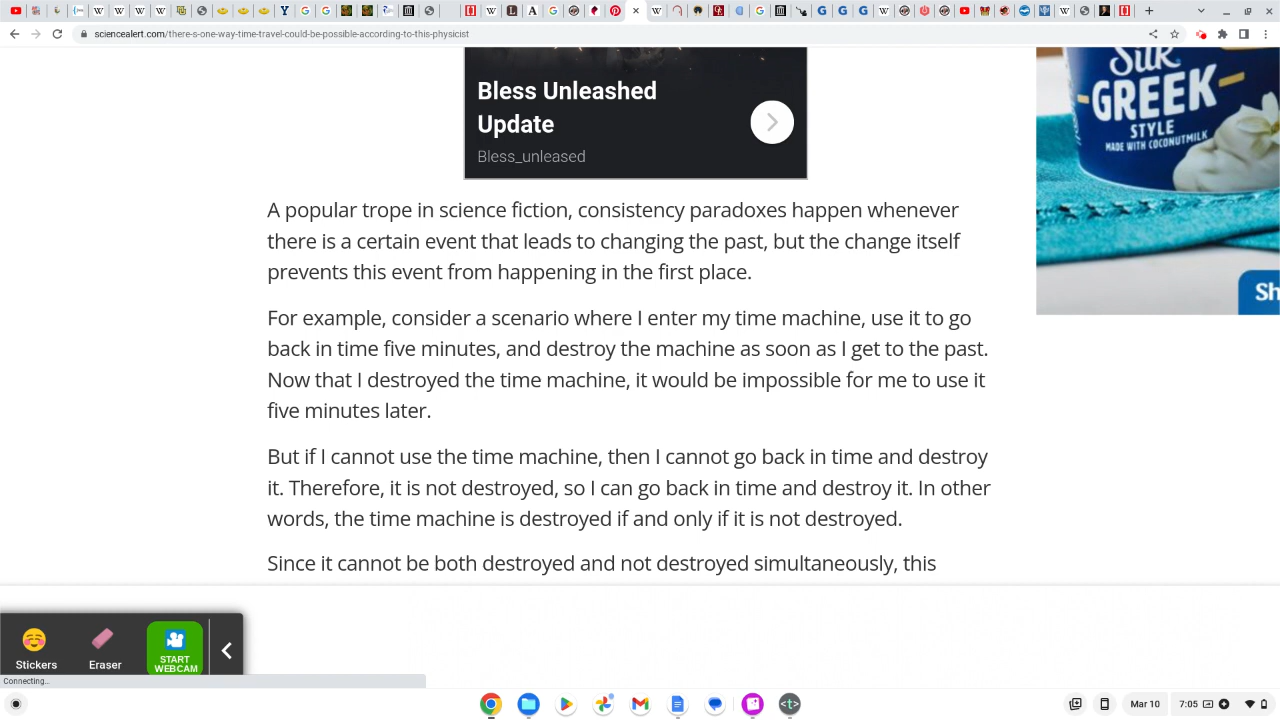 sciencealert.com/there-s-one-way-time-travel-could-be-possible-according-to-this-physicist
Bless Unleashed
Update
Bless_unleased
Silk
GREEK
STYLE
MADE WITH COCONUTMILK
Sh
A popular trope in science fiction, consistency paradoxes happen whenever
there is a certain event that leads to changing the past, but the change itself
prevents this event from happening in the first place.
For example, consider a scenario where I enter my time machine, use it to go
back in time five minutes, and destroy the machine as soon as I get to the past.
Now that I destroyed the time machine, it would be impossible for me to use it
five minutes later.
But if I cannot use the time machine, then I cannot go back in time and destroy
it. Therefore, it is not destroyed, so I can go back in time and destroy it. In other
words, the time machine is destroyed if and only if it is not destroyed.
Since it cannot be both destroyed and not destroyed simultaneously, this
Stickers
Eraser
START
WEBCAM
Connecting...
Mar 10
7:05